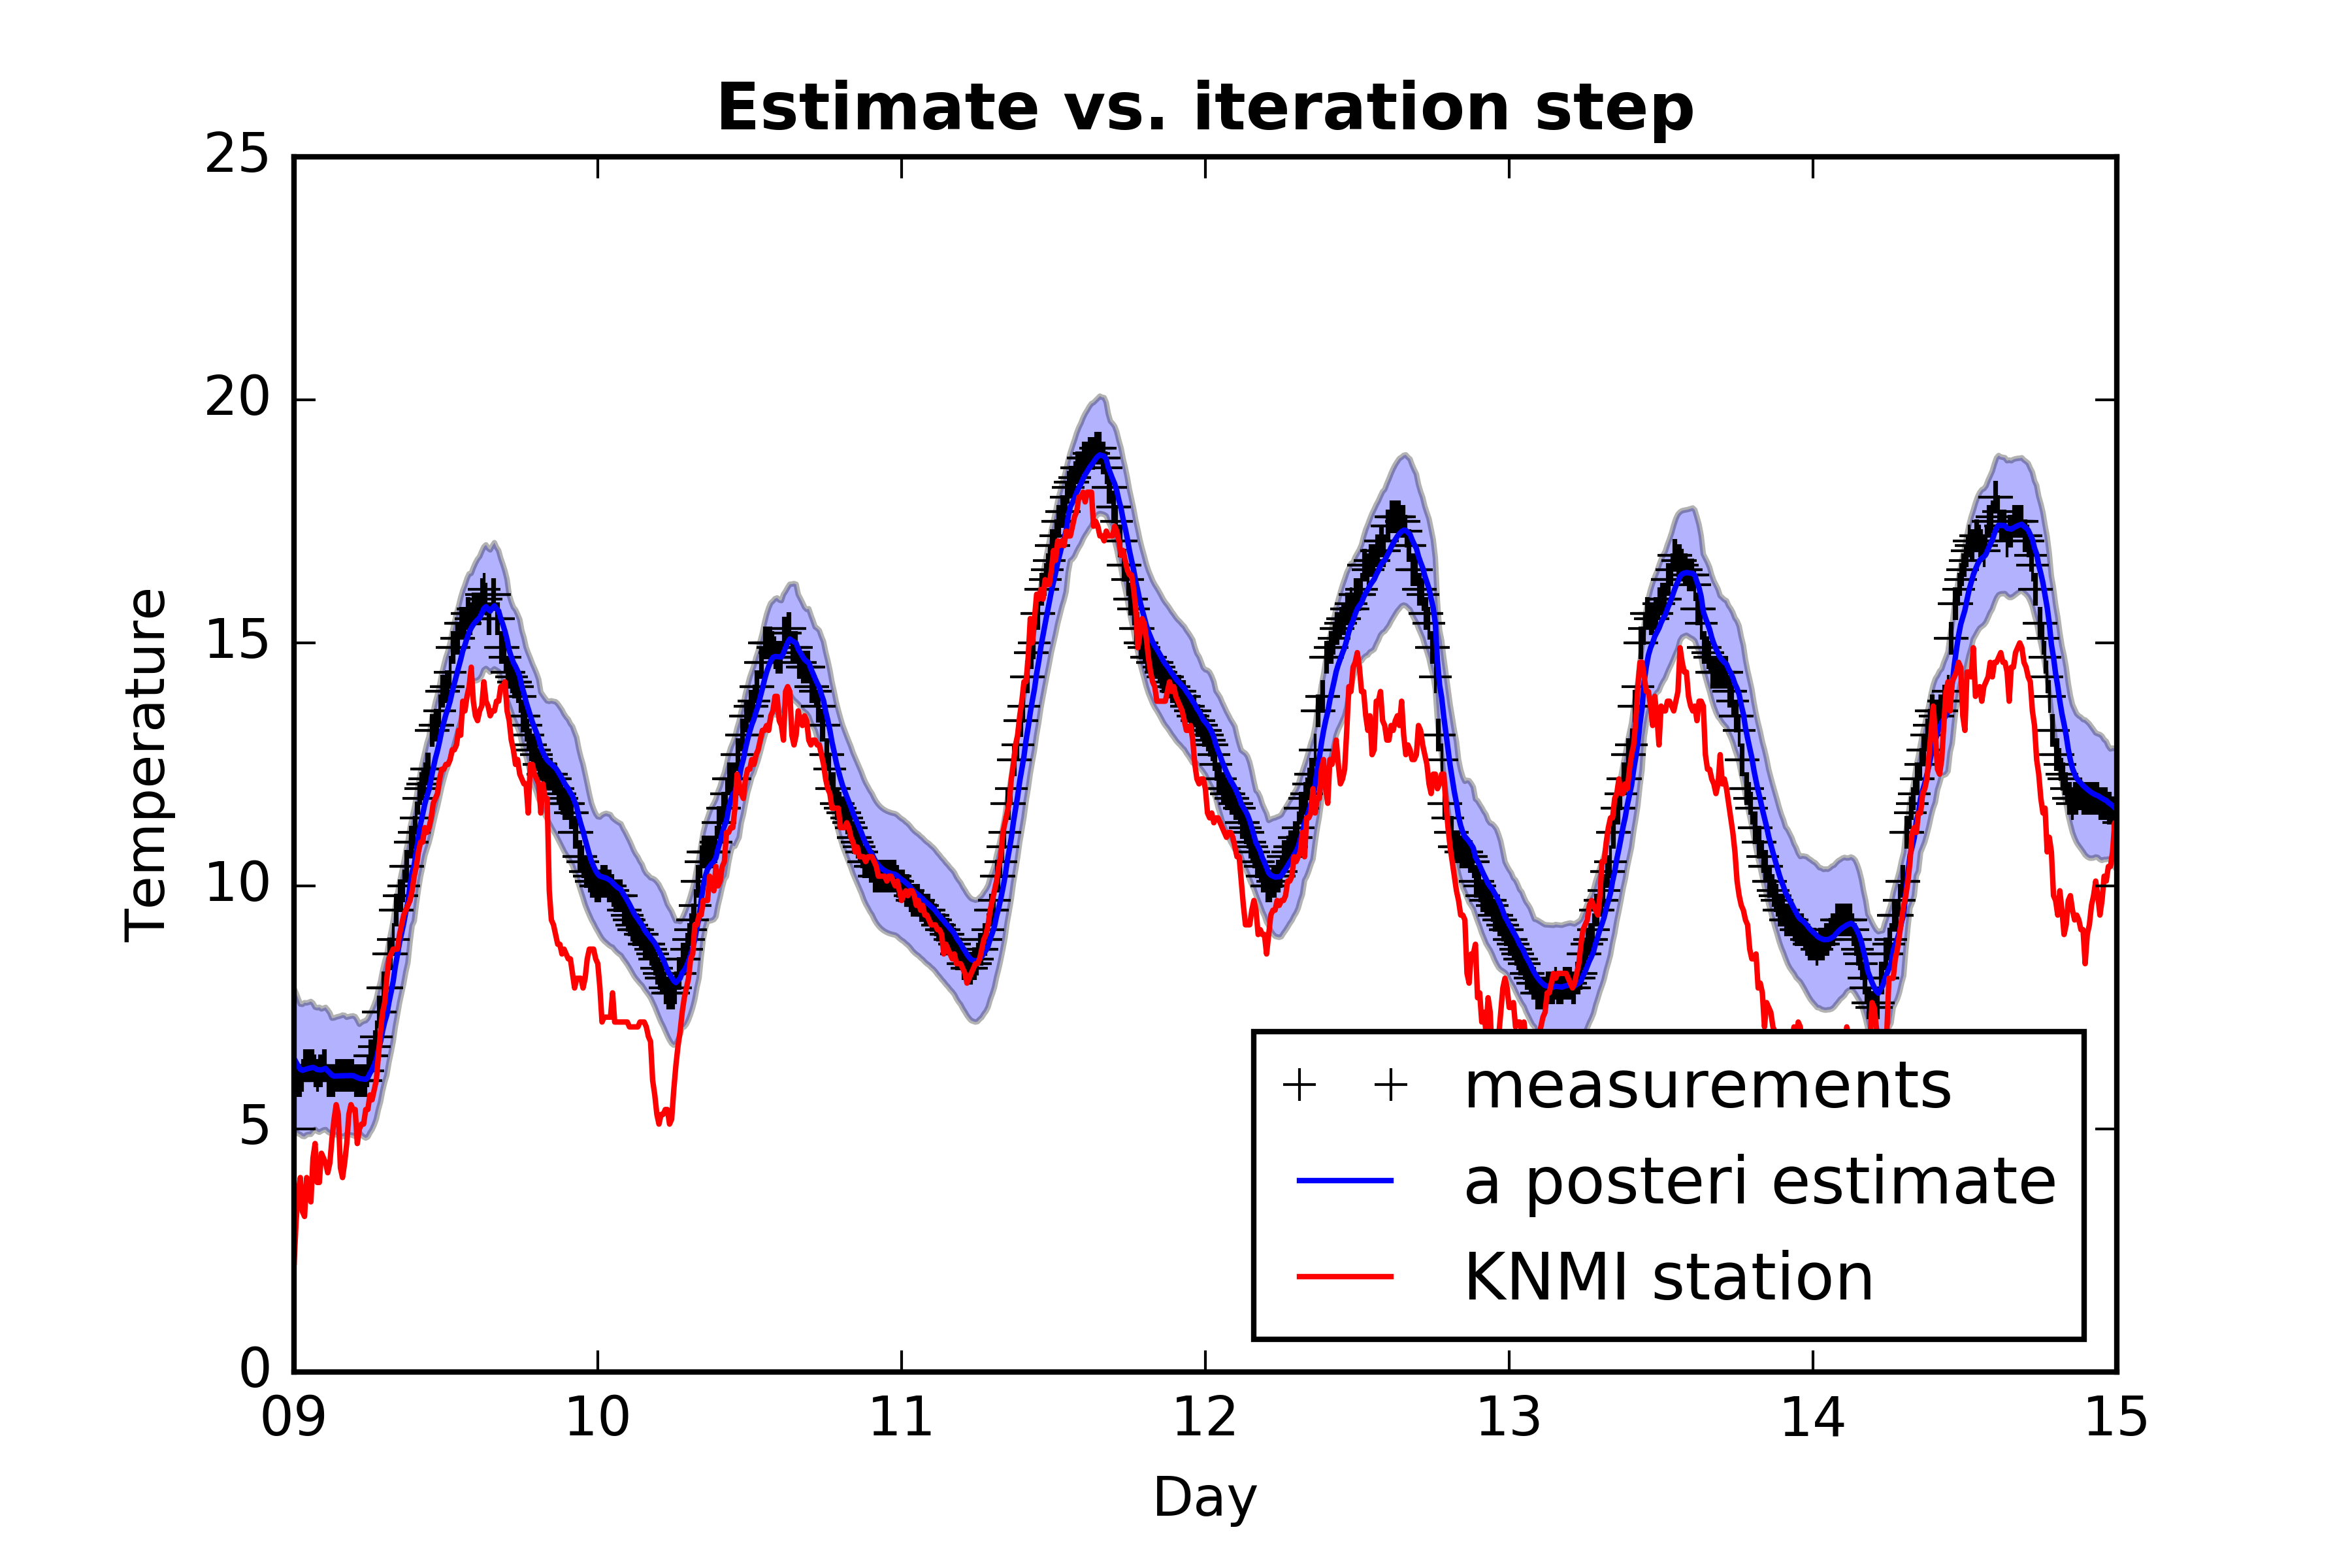 Estimate vs. iteration step
25
20
15
10
5
0
Temperature
09 10 11 12 13 14 15
Day
measurements
a posteri estimate
KNMI station